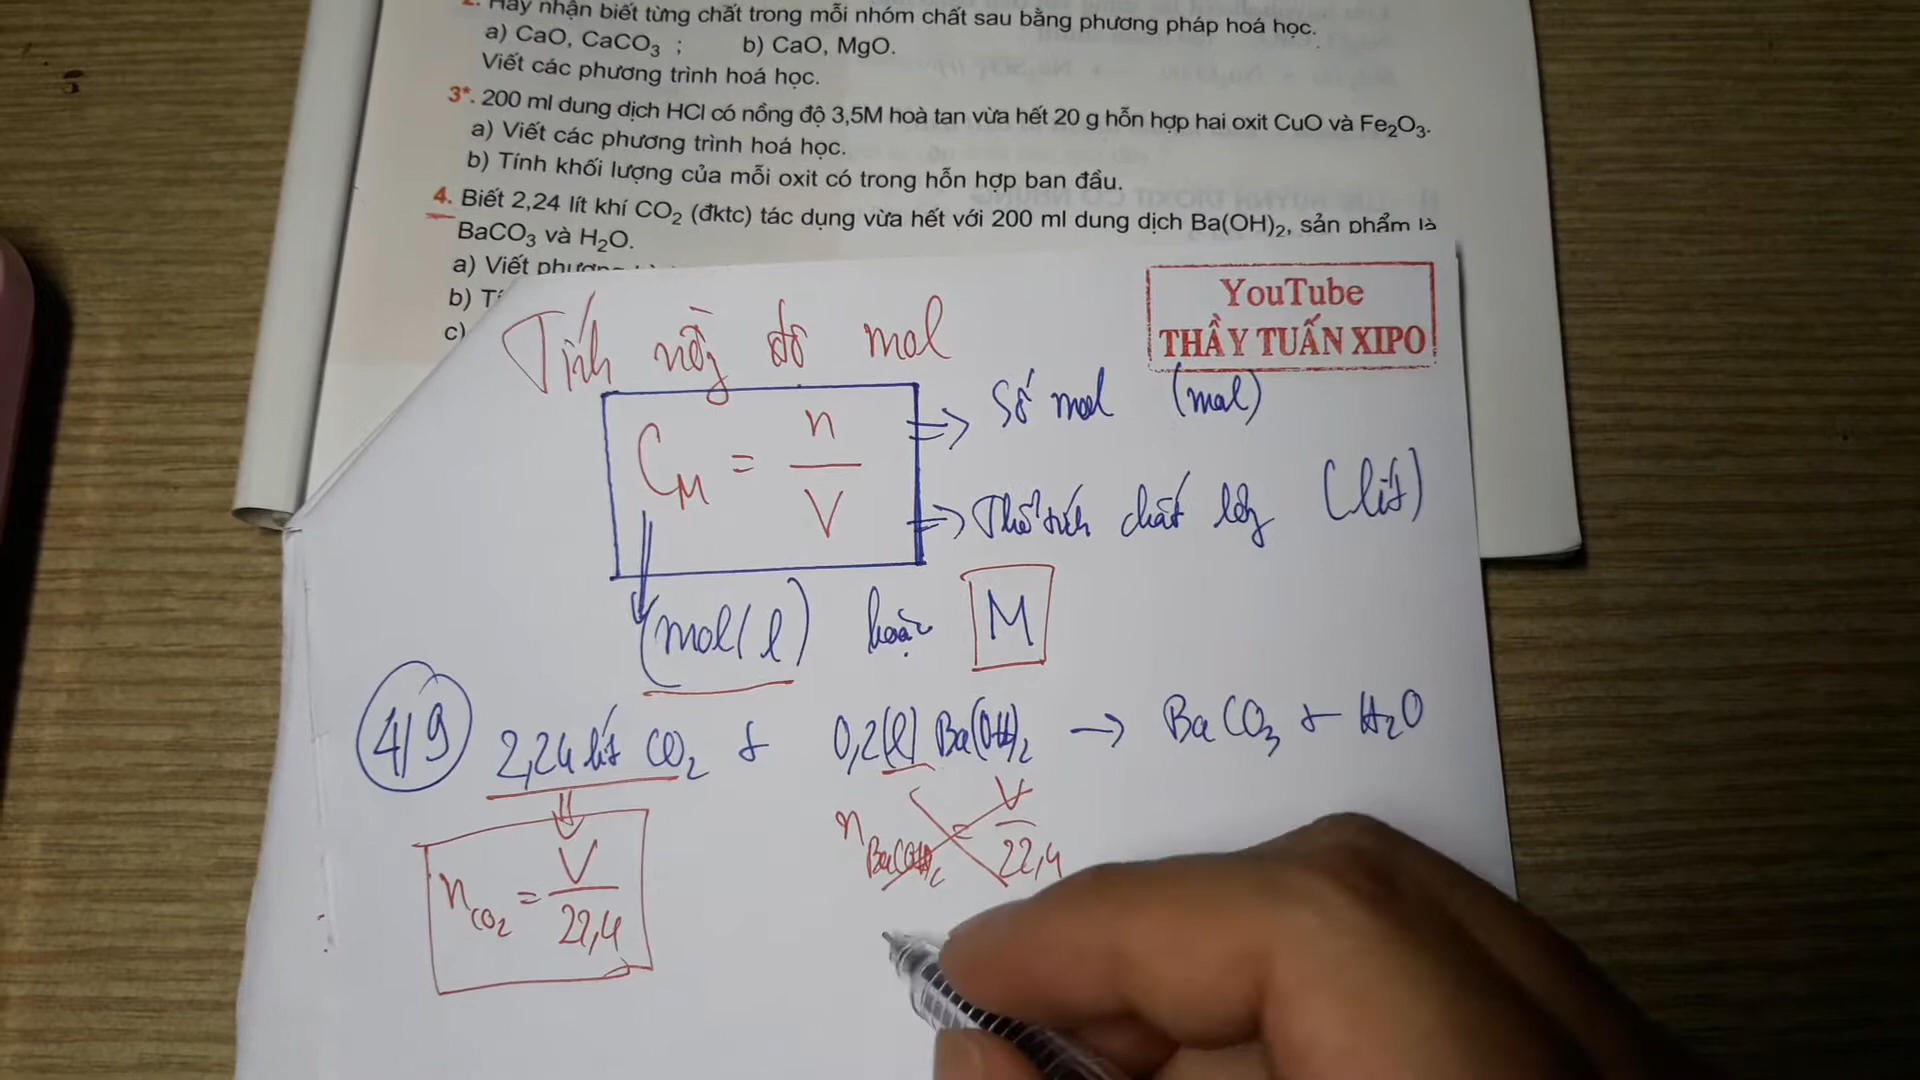 2. Hãy nhận biết từng chất trong mỗi nhóm chất sau bằng phương pháp hoá học.
a) CaO, CaCO₃ ; b) CaO, MgO.
Viết các phương trình hoá học.
3*. 200 ml dung dịch HCl có nồng độ 3,5M hoà tan vừa hết 20 g hỗn hợp hai oxit CuO và Fe₂O₃.
a) Viết các phương trình hoá học.
b) Tính khối lượng của mỗi oxit có trong hỗn hợp ban đầu.
4. Biết 2,24 lít khí CO₂ (đktc) tác dụng vừa hết với 200 ml dung dịch Ba(OH)₂, sản phẩm là
BaCO₃ và H₂O.
a) Viết
b)
c)
YouTube
THẦY TUẤN XIPO
Tính nồng độ mol
C_M = n/V
Số mol (mol)
Thể tích chất lỏng (lít)
(mol/l) hoặc M
4/9 2,24 lít CO₂ + 0,2(l) Ba(OH)₂ → BaCO₃ + H₂O
n_CO₂ = V/22,4
n_Ba(OH)₂ = V/22,4